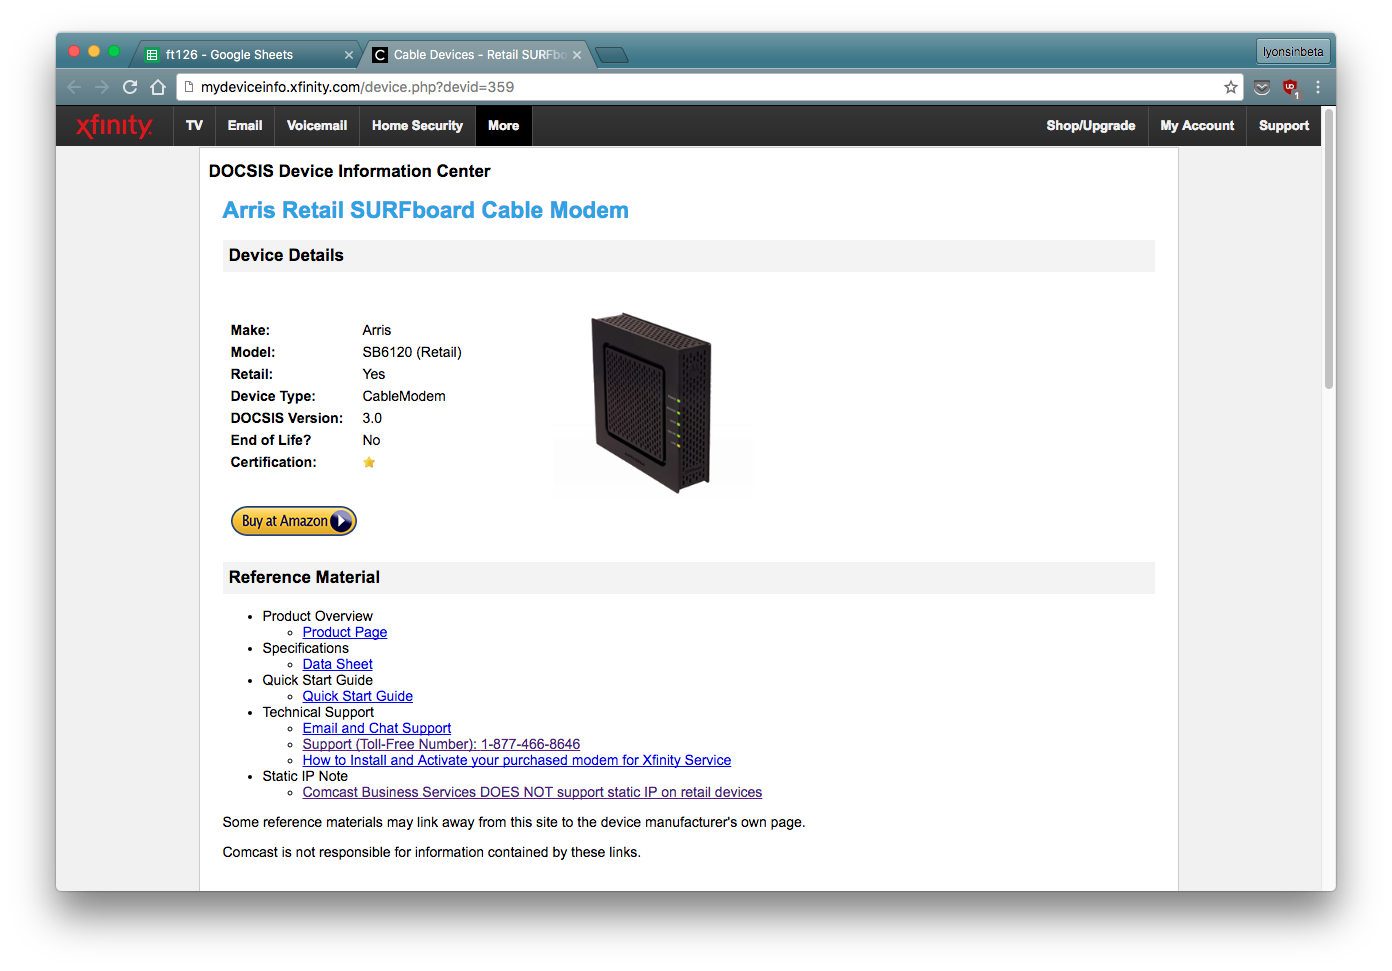 ft126 - Google Sheets
Cable Devices - Retail SURFbo
lyonsinbeta
mydeviceinfo.xfinity.com/device.php?devid=359
1
xfinity
TV Email Voicemail Home Security More Shop/Upgrade My Account Support
DOCSIS Device Information Center
Arris Retail SURFboard Cable Modem
Device Details
Make: Arris
Model: SB6120 (Retail)
Retail: Yes
Device Type: CableModem
DOCSIS Version: 3.0
End of Life? No
Certification:
Buy at Amazon
Reference Material
Product Overview
Product Page
Specifications
Data Sheet
Quick Start Guide
Quick Start Guide
Technical Support
Email and Chat Support
Support (Toll-Free Number): 1-877-466-8646
How to Install and Activate your purchased modem for Xfinity Service
Static IP Note
Comcast Business Services DOES NOT support static IP on retail devices
Some reference materials may link away from this site to the device manufacturer's own page.
Comcast is not responsible for information contained by these links.